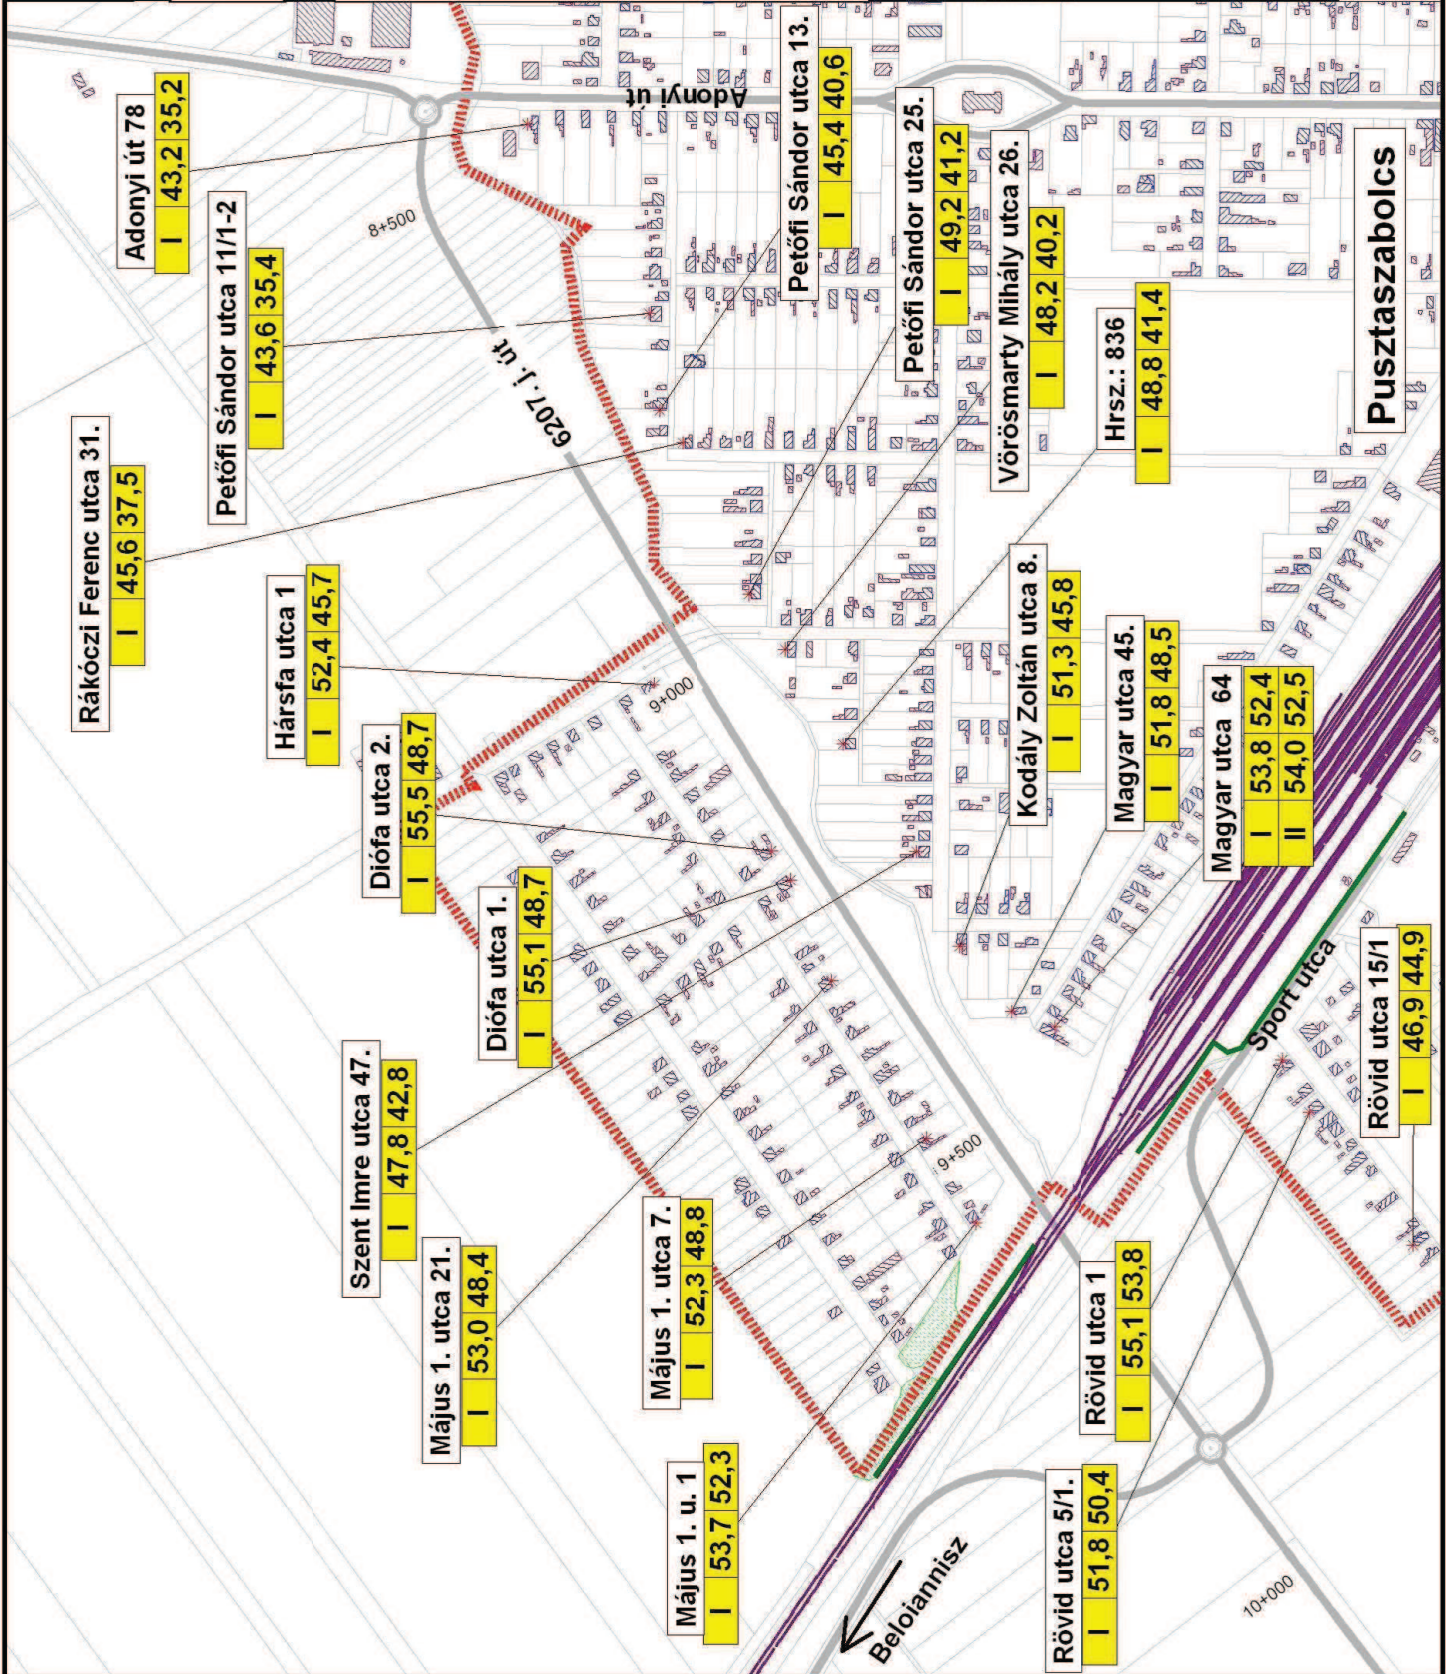 Adonyi út 78
I 43,2 35,2
Petőfi Sándor utca 11/1-2
I 43,6 35,4
Rákóczi Ferenc utca 31.
I 45,6 37,5
Hársfa utca 1
I 52,4 45,7
Diófa utca 2.
I 55,5 48,7
Diófa utca 1.
I 55,1 48,7
Szent Imre utca 47.
I 47,8 42,8
Május 1. utca 21.
I 53,0 48,4
Május 1. utca 7.
I 52,3 48,8
Május 1. u. 1
I 53,7 52,3
Petőfi Sándor utca 13.
I 45,4 40,6
Petőfi Sándor utca 25.
I 49,2 41,2
Vörösmarty Mihály utca 26.
I 48,2 40,2
Hrsz.: 836
I 48,8 41,4
Kodály Zoltán utca 8.
I 51,3 45,8
Magyar utca 45.
I 51,8 48,5
Magyar utca 64
I 53,8 52,4
II 54,0 52,5
Rövid utca 15/1
I 46,9 44,9
Rövid utca 1
I 55,1 53,8
Rövid utca 5/1.
I 51,8 50,4
Pusztaszabolcs
Adonyi út
6207. j. út
Sport utca
Beloiannisz
8+500
9+000
9+500
10+000